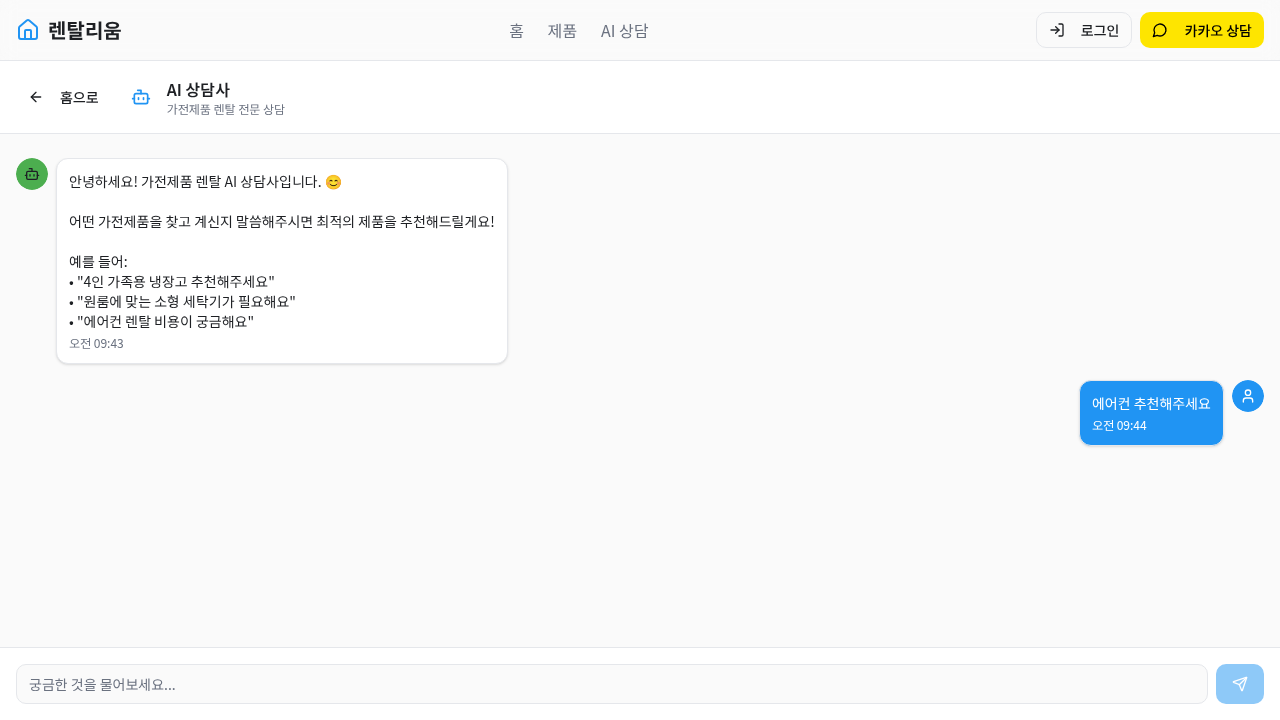 렌탈리움
홈 제품 AI 상담
로그인
카카오 상담
홈으로
AI 상담사
가전제품 렌탈 전문 상담
안녕하세요! 가전제품 렌탈 AI 상담사입니다. 😊
어떤 가전제품을 찾고 계신지 말씀해주시면 최적의 제품을 추천해드릴게요!
예를 들어:
• "4인 가족용 냉장고 추천해주세요"
• "원룸에 맞는 소형 세탁기가 필요해요"
• "에어컨 렌탈 비용이 궁금해요"
오전 09:43
에어컨 추천해주세요
오전 09:44
궁금한 것을 물어보세요...